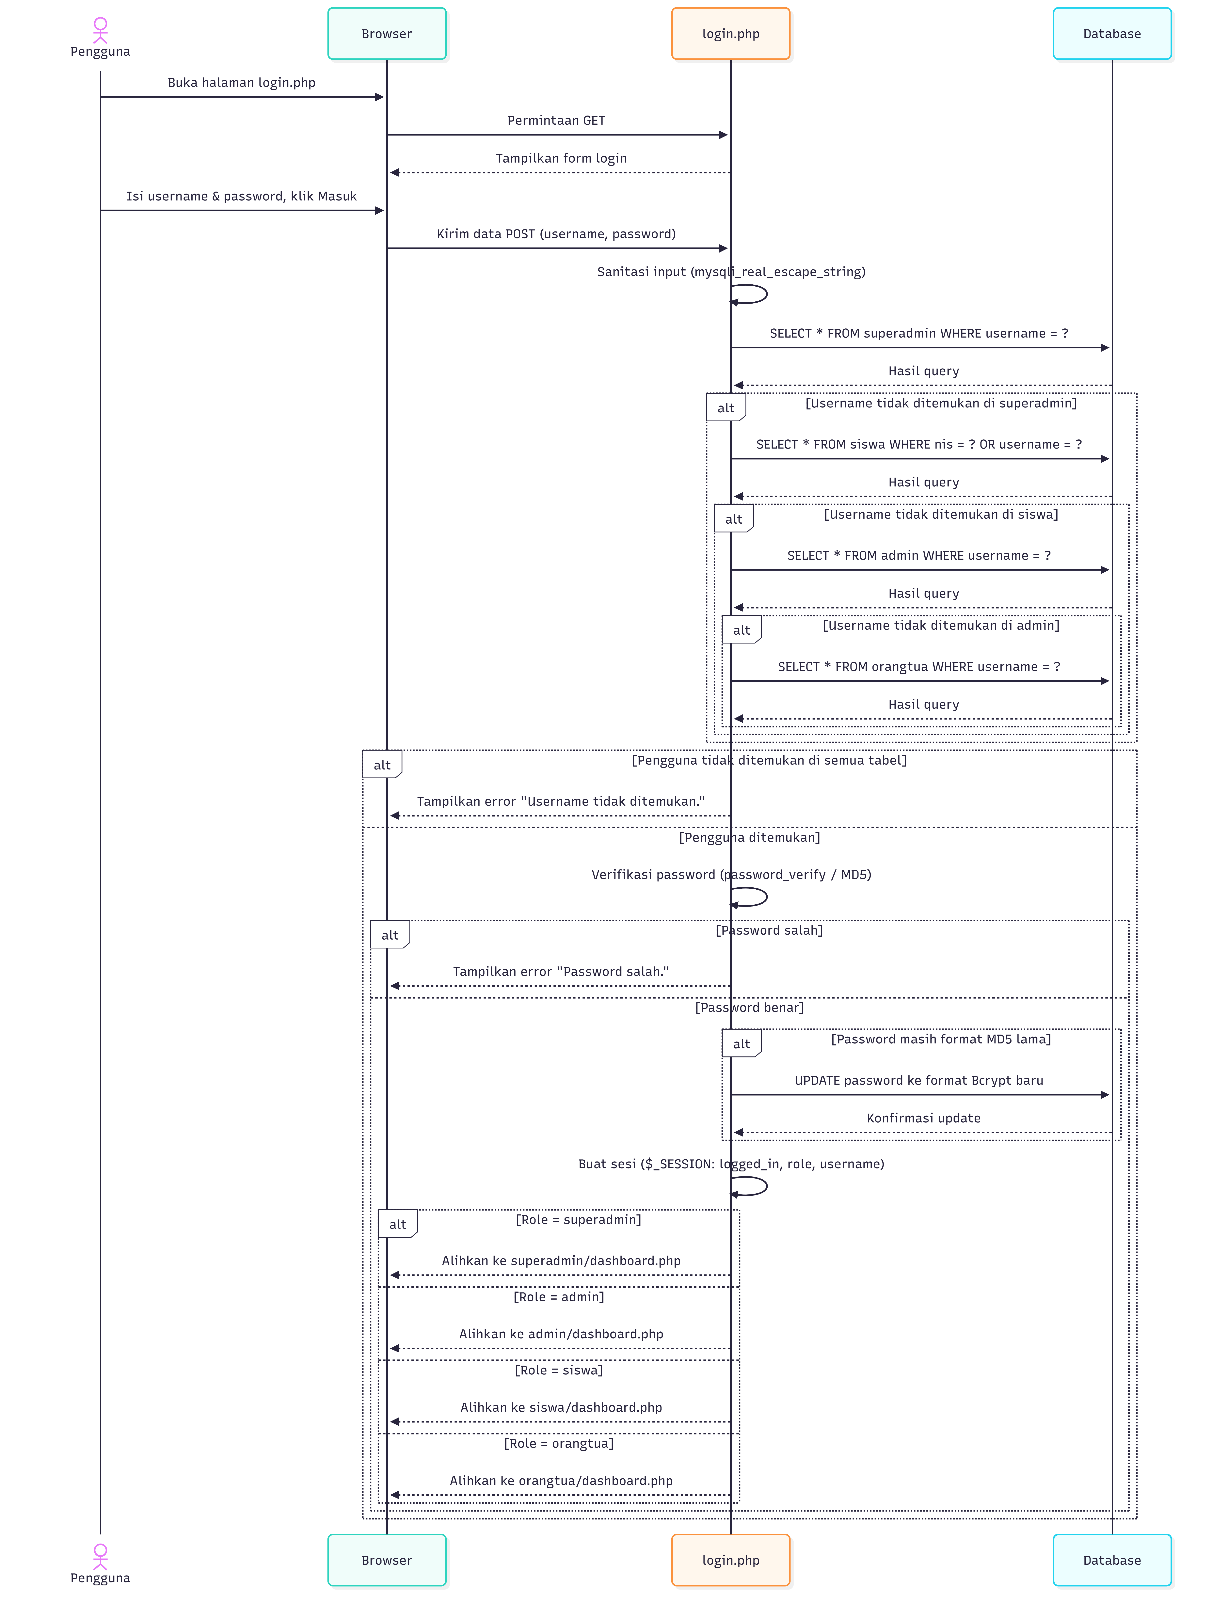 Pengguna
Browser
login.php
Database
Buka halaman login.php
Permintaan GET
Tampilkan form login
Isi username & password, klik Masuk
Kirim data POST (username, password)
Sanitasi input (mysqli_real_escape_string)
SELECT * FROM superadmin WHERE username = ?
Hasil query
alt
[Username tidak ditemukan di superadmin]
SELECT * FROM siswa WHERE nis = ? OR username = ?
Hasil query
alt
[Username tidak ditemukan di siswa]
SELECT * FROM admin WHERE username = ?
Hasil query
alt
[Username tidak ditemukan di admin]
SELECT * FROM orangtua WHERE username = ?
Hasil query
alt
[Pengguna tidak ditemukan di semua tabel]
Tampilkan error "Username tidak ditemukan."
[Pengguna ditemukan]
Verifikasi password (password_verify / MD5)
alt
[Password salah]
Tampilkan error "Password salah."
[Password benar]
alt
[Password masih format MD5 lama]
UPDATE password ke format Bcrypt baru
Konfirmasi update
Buat sesi ($_SESSION: logged_in, role, username)
alt
[Role = superadmin]
Alihkan ke superadmin/dashboard.php
[Role = admin]
Alihkan ke admin/dashboard.php
[Role = siswa]
Alihkan ke siswa/dashboard.php
[Role = orangtua]
Alihkan ke orangtua/dashboard.php
Pengguna
Browser
login.php
Database